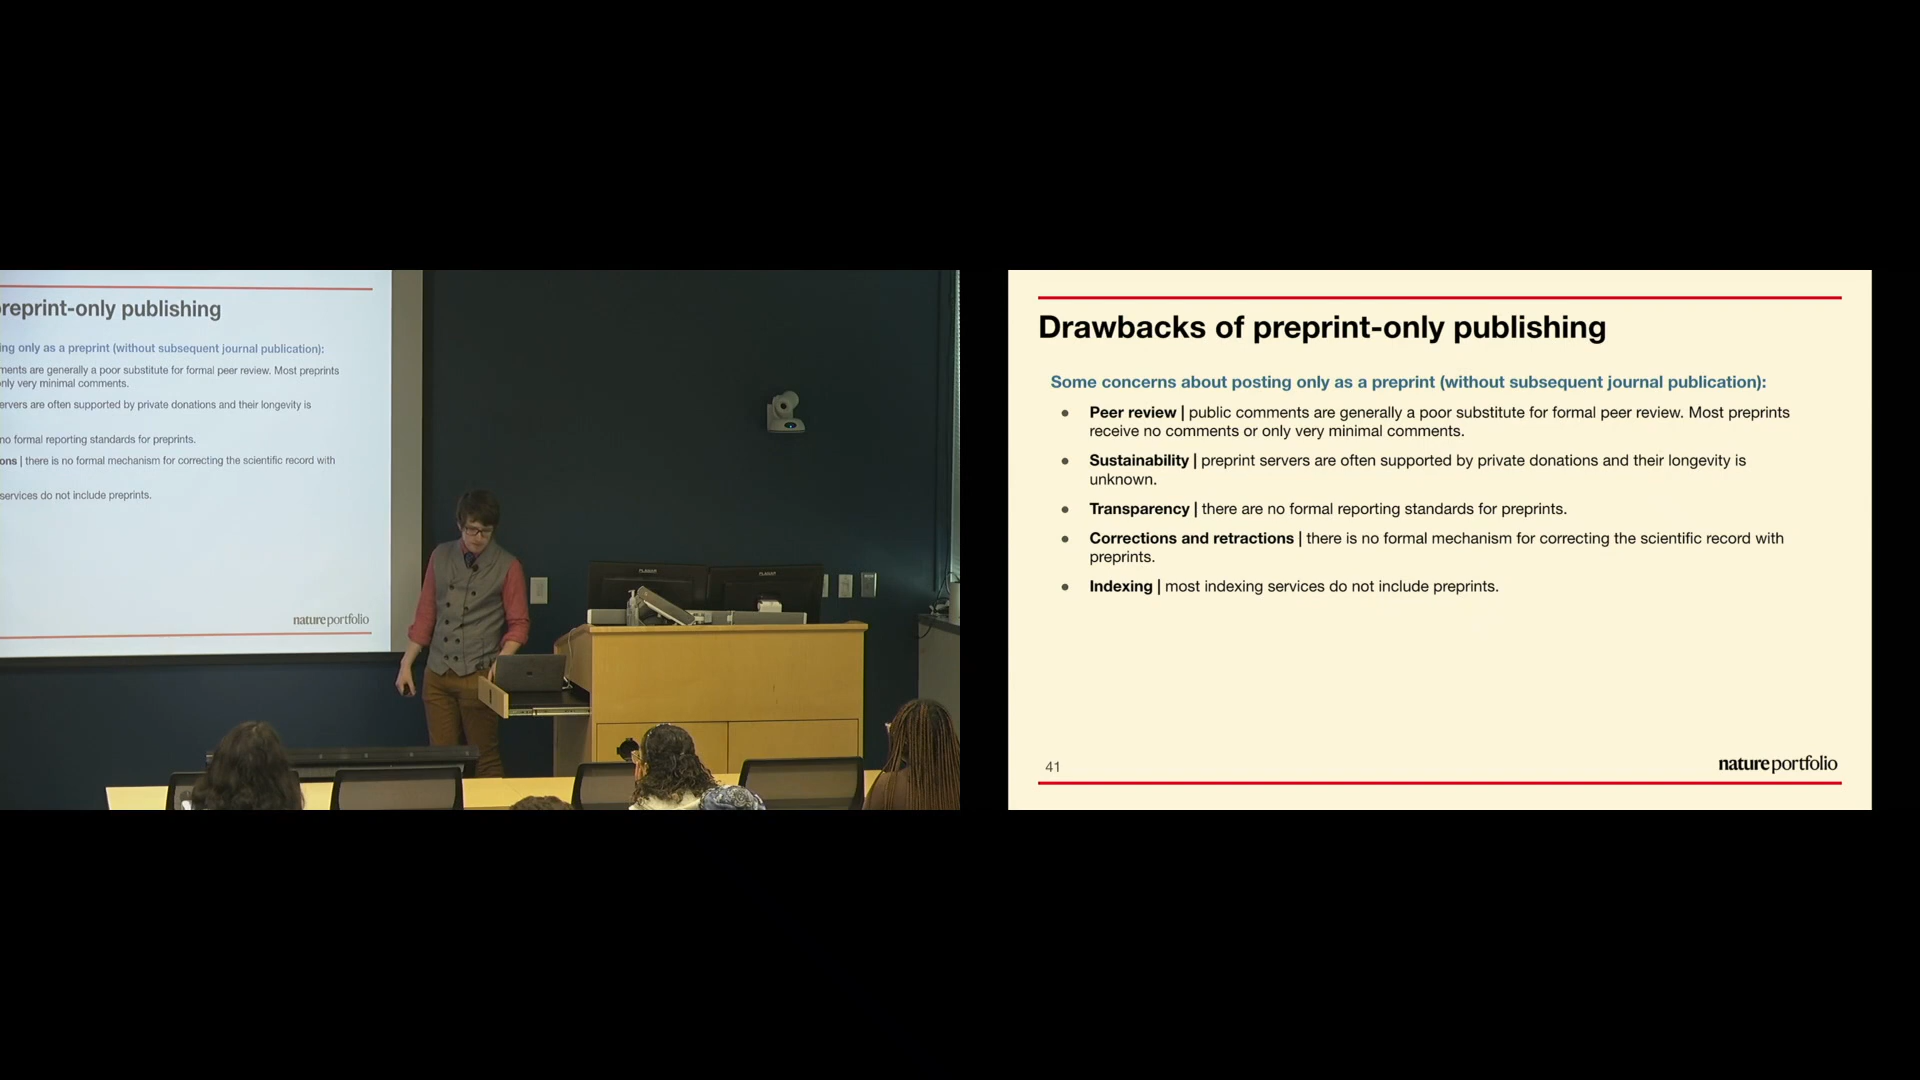 reprint-only publishing
ing only as a preprint (without subsequent journal publication):
ments are generally a poor substitute for formal peer review. Most preprints
nly very minimal comments.
ervers are often supported by private donations and their longevity is
no formal reporting standards for preprints.
ons | there is no formal mechanism for correcting the scientific record with
services do not include preprints.
nature portfolio
Drawbacks of preprint-only publishing
Some concerns about posting only as a preprint (without subsequent journal publication):
● Peer review | public comments are generally a poor substitute for formal peer review. Most preprints
receive no comments or only very minimal comments.
● Sustainability | preprint servers are often supported by private donations and their longevity is
unknown.
● Transparency | there are no formal reporting standards for preprints.
● Corrections and retractions | there is no formal mechanism for correcting the scientific record with
preprints.
● Indexing | most indexing services do not include preprints.
41
nature portfolio